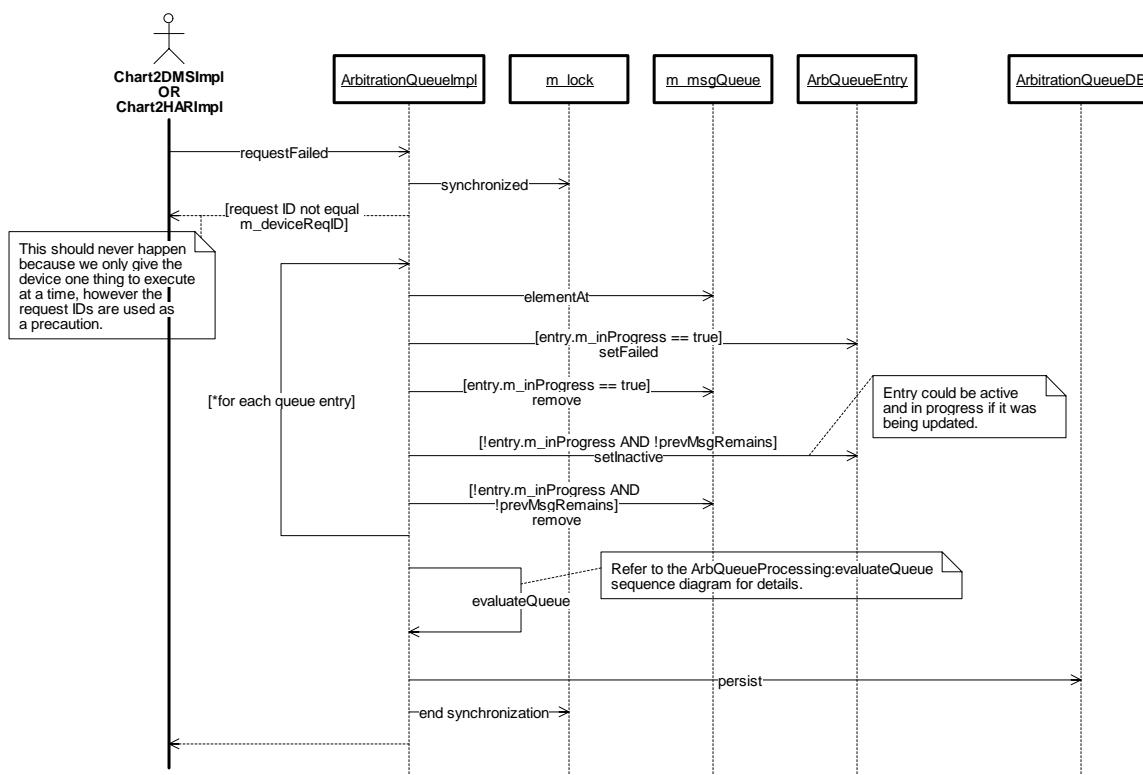 Chart2DMSImpl
OR
Chart2HARImpl
ArbitrationQueueImpl
m_lock
m_msgQueue
ArbQueueEntry
ArbitrationQueueDB
requestFailed
synchronized
[request ID not equal
m_deviceReqID]
This should never happen
because we only give the
device one thing to execute
at a time, however the
request IDs are used as
a precaution.
elementAt
[entry.m_inProgress == true]
setFailed
[*for each queue entry]
[entry.m_inProgress == true]
remove
Entry could be active
and in progress if it was
being updated.
[!entry.m_inProgress AND !prevMsgRemains]
setInactive
[!entry.m_inProgress AND
!prevMsgRemains]
remove
Refer to the ArbQueueProcessing:evaluateQueue
sequence diagram for details.
evaluateQueue
persist
end synchronization